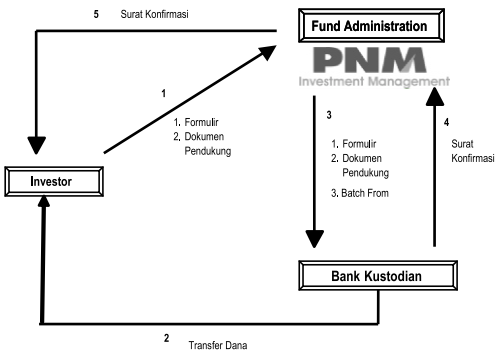 5 Surat Konfirmasi
Fund Administration
PNM
Investment Management
1
1. Formulir
2. Dokumen
Pendukung
3
1. Formulir
2. Dokumen
Pendukung
3. Batch From
4
Surat
Konfirmasi
Investor
Bank Kustodian
2
Transfer Dana